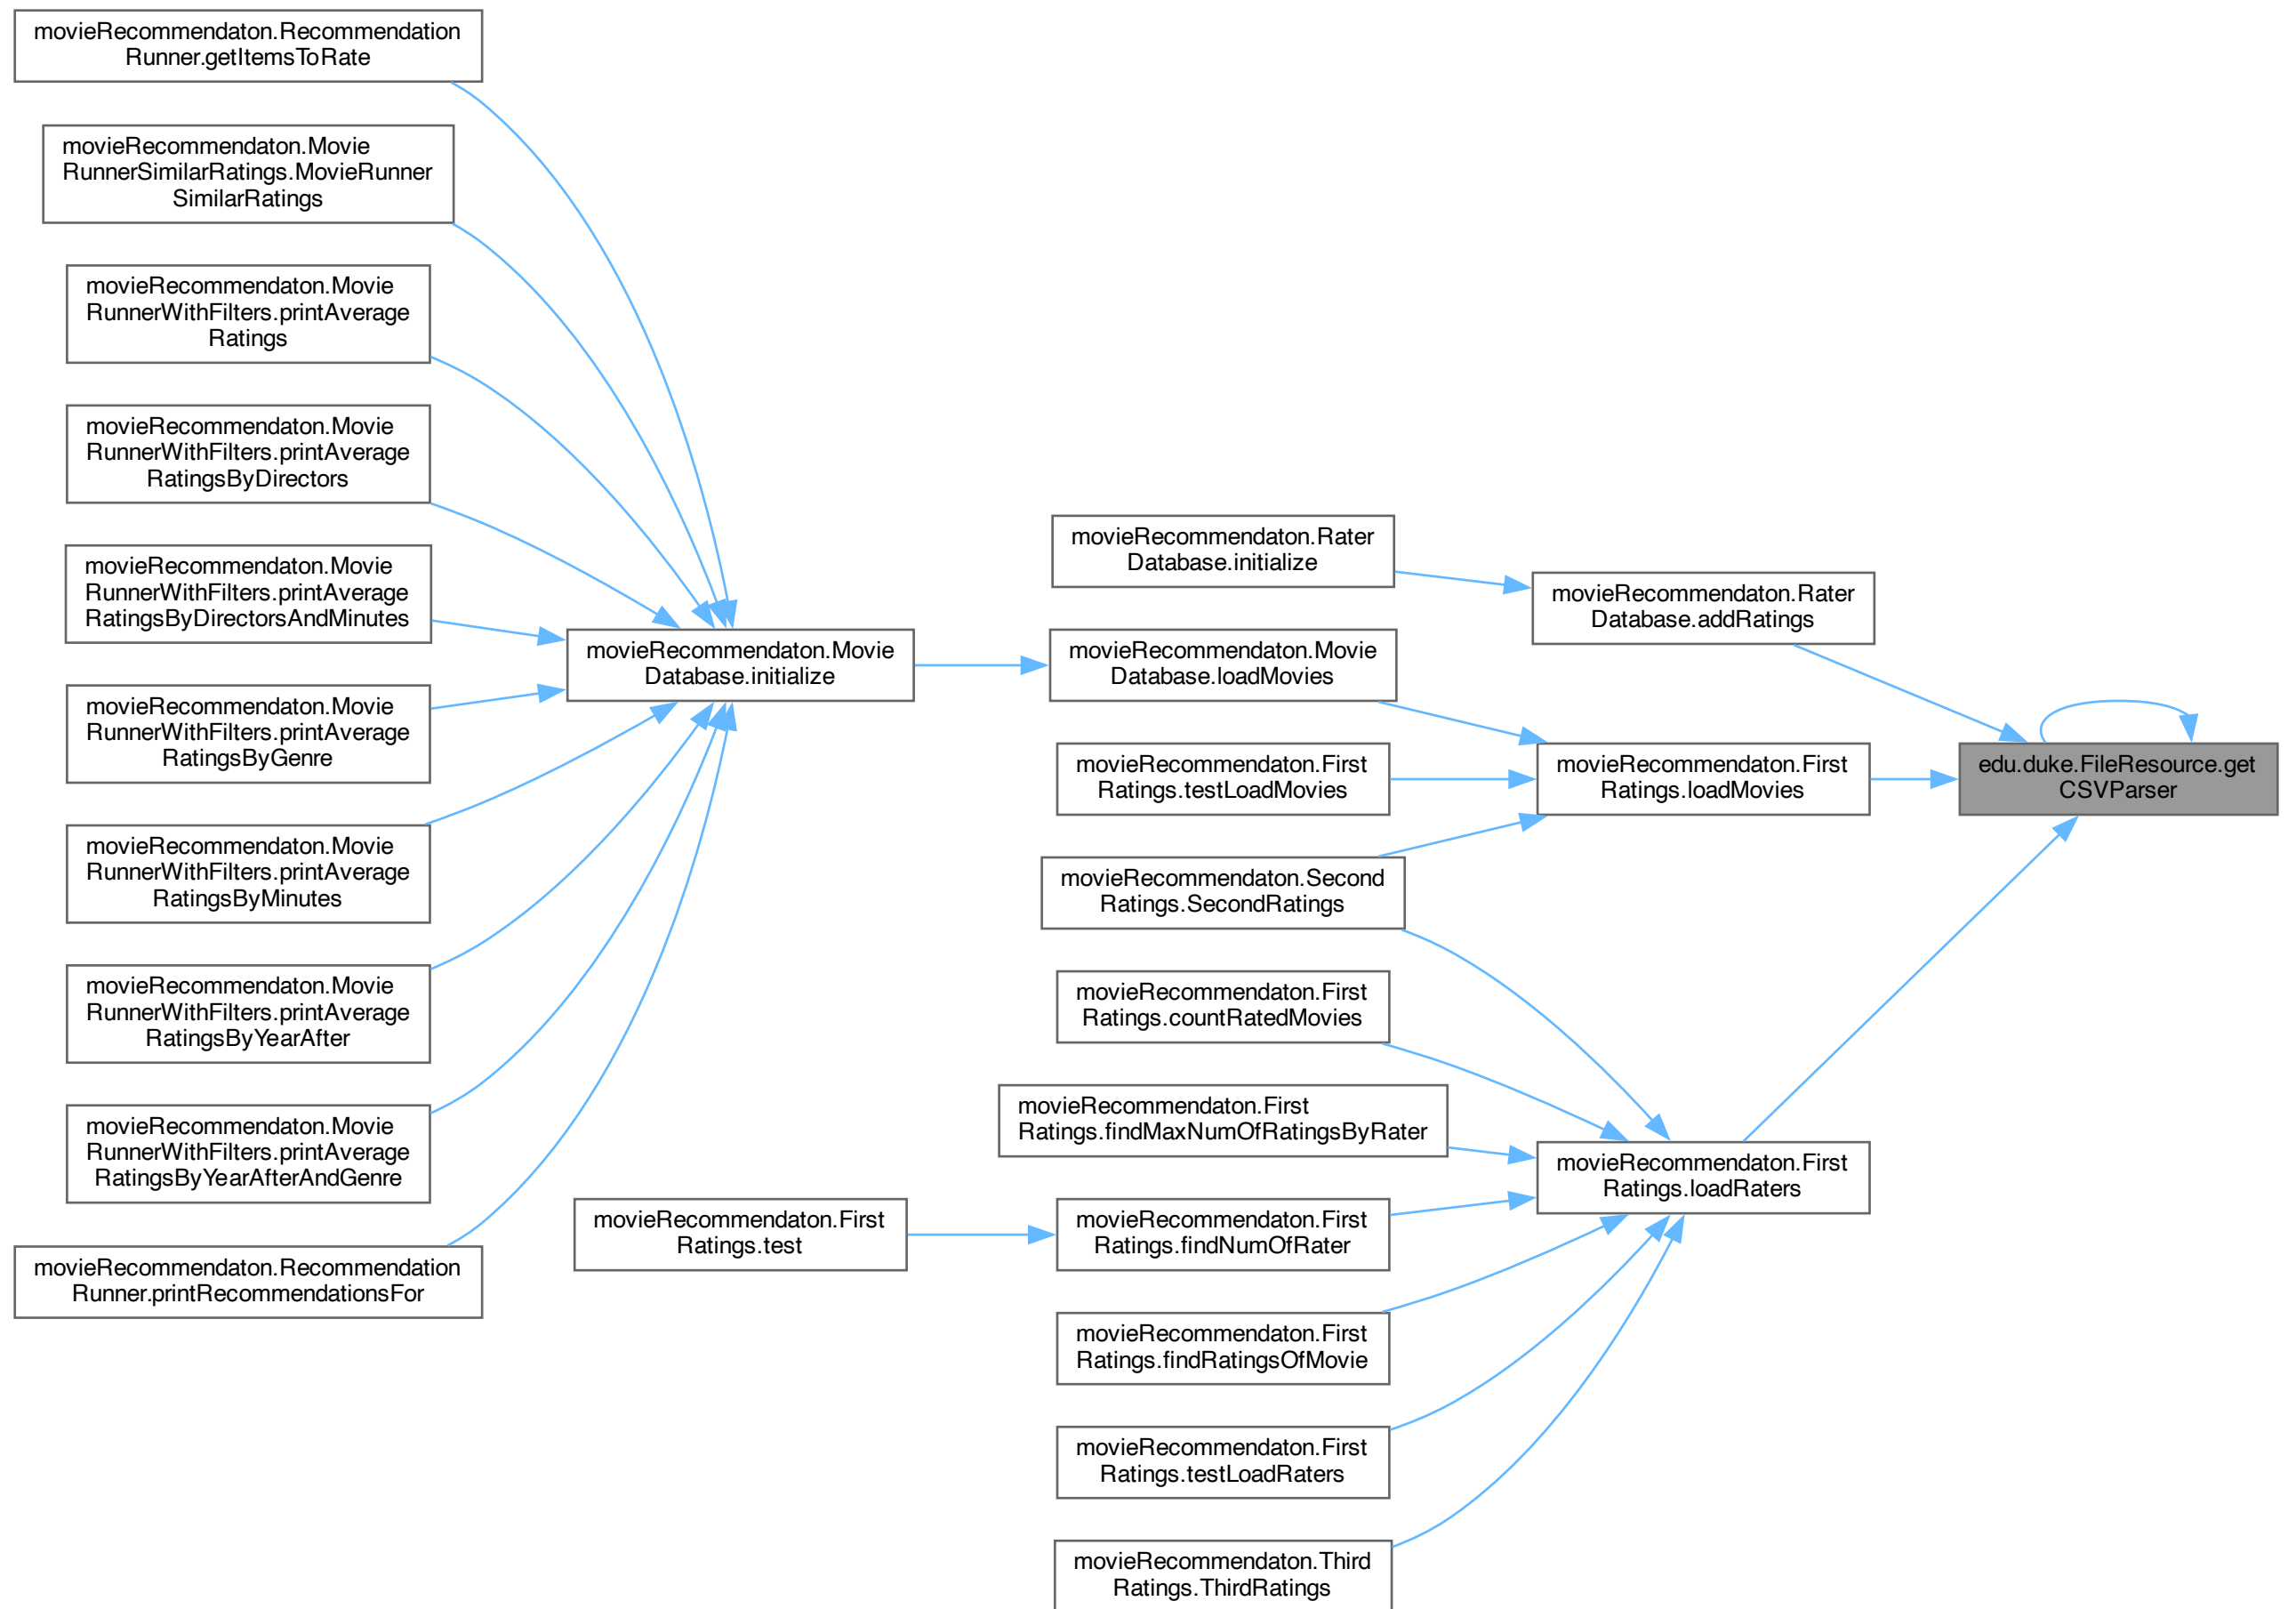 movieRecommendaton.Recommendation
Runner.getItemsToRate
movieRecommendaton.Movie
RunnerSimilarRatings.MovieRunner
SimilarRatings
movieRecommendaton.Movie
RunnerWithFilters.printAverage
Ratings
movieRecommendaton.Movie
RunnerWithFilters.printAverage
RatingsByDirectors
movieRecommendaton.Movie
RunnerWithFilters.printAverage
RatingsByDirectorsAndMinutes
movieRecommendaton.Movie
RunnerWithFilters.printAverage
RatingsByGenre
movieRecommendaton.Movie
RunnerWithFilters.printAverage
RatingsByMinutes
movieRecommendaton.Movie
RunnerWithFilters.printAverage
RatingsByYearAfter
movieRecommendaton.Movie
RunnerWithFilters.printAverage
RatingsByYearAfterAndGenre
movieRecommendaton.Recommendation
Runner.printRecommendationsFor
movieRecommendaton.Movie
Database.initialize
movieRecommendaton.First
Ratings.test
movieRecommendaton.Rater
Database.initialize
movieRecommendaton.Movie
Database.loadMovies
movieRecommendaton.First
Ratings.testLoadMovies
movieRecommendaton.Second
Ratings.SecondRatings
movieRecommendaton.First
Ratings.countRatedMovies
movieRecommendaton.First
Ratings.findMaxNumOfRatingsByRater
movieRecommendaton.First
Ratings.findNumOfRater
movieRecommendaton.First
Ratings.findRatingsOfMovie
movieRecommendaton.First
Ratings.testLoadRaters
movieRecommendaton.Third
Ratings.ThirdRatings
movieRecommendaton.Rater
Database.addRatings
movieRecommendaton.First
Ratings.loadMovies
movieRecommendaton.First
Ratings.loadRaters
edu.duke.FileResource.get
CSVParser